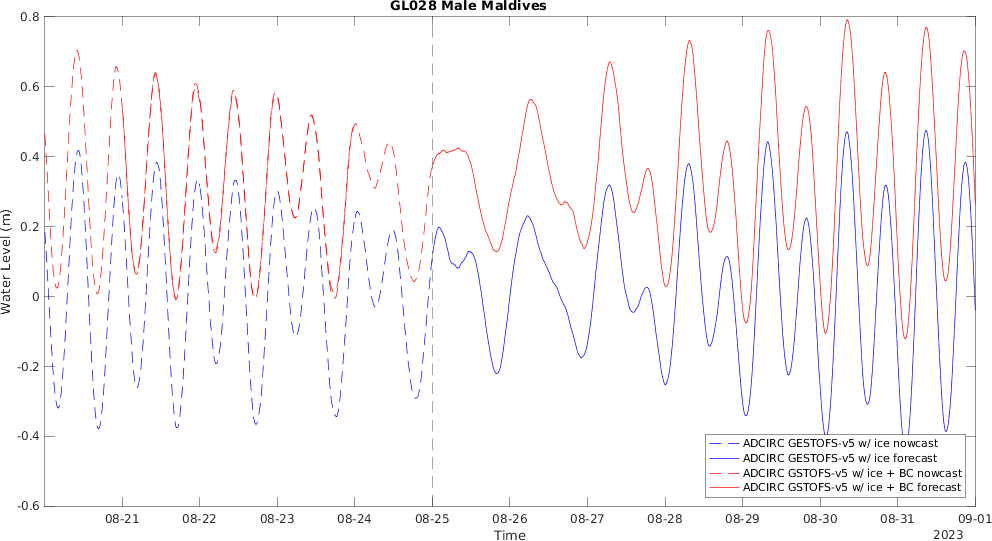 GL028 Male Maldives
0.8
0.6
0.4
0.2
0
-0.2
-0.4
-0.6
Water Level (m)
ADCIRC GESTOFS-v5 w/ ice nowcast
ADCIRC GESTOFS-v5 w/ ice forecast
ADCIRC GSTOFS-v5 w/ ice + BC nowcast
ADCIRC GSTOFS-v5 w/ ice + BC forecast
08-21 08-22 08-23 08-24 08-25 08-26 08-27 08-28 08-29 08-30 08-31 09-01
Time
2023